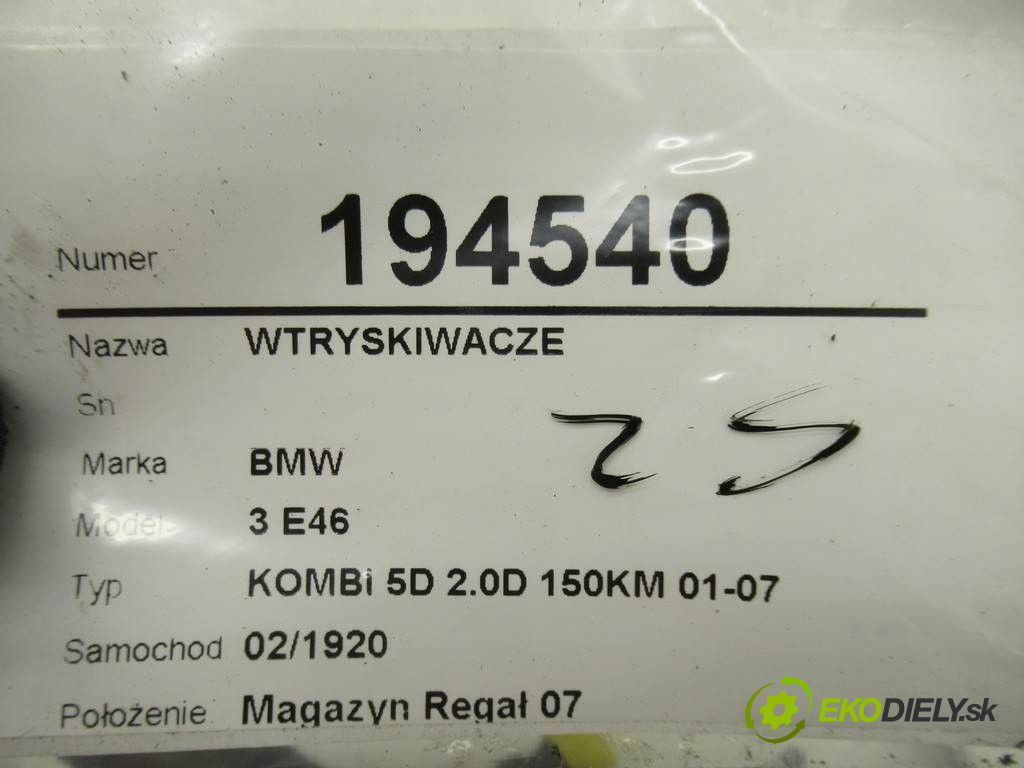 Numer 194540
Nazwa WTRYSKIWACZE
Sn
25
Marka BMW
Model 3 E46
Typ KOMBI 5D 2.0D 150KM 01-07
Samochod 02/1920
Położenie Magazyn Regał 07
EKODIELY.sk